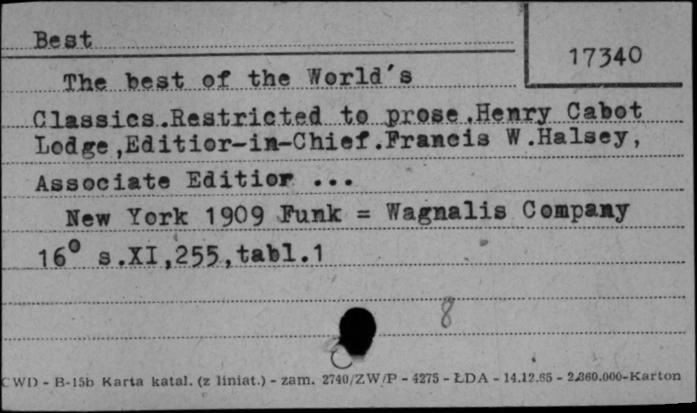 Best
17340
The best of the World's
Classics.Restricted to prose.Henry Cabot
Lodge,Editior-in-Chief.Francis W.Halsey,
Associate Editior ...
New York 1909 Funk = Wagnalis Company
16° s.XI,255,tabl.1
8
CWD - B-15b Karta katal. (z liniat.) - zam. 2740/ZW/P - 4275 - ŁDA - 14.12.65 - 2.860.000-Karton